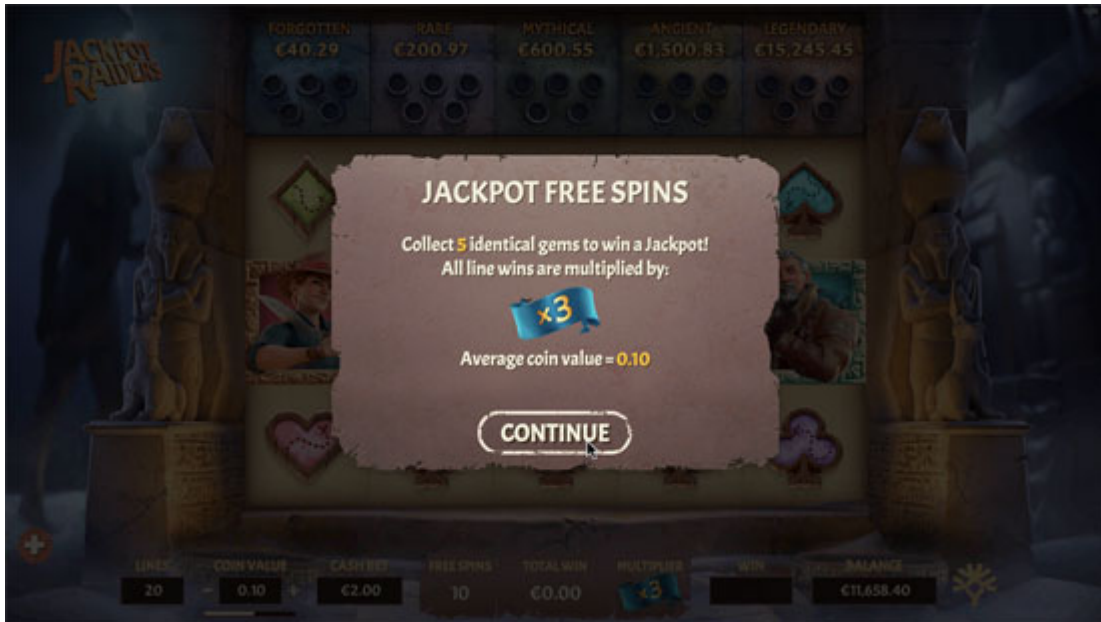 FORGOTTEN RARE MYTHICAL ANCIENT LEGENDARY
€40.29 €200.97 €600.55 €1,500.83 €15,245.45
JACKPOT
RAIDERS
JACKPOT FREE SPINS
Collect 5 identical gems to win a Jackpot!
All line wins are multiplied by:
x3
Average coin value = 0.10
CONTINUE
LINES COIN VALUE CASH BET FREE SPINS TOTAL WIN MULTIPLIER WIN BALANCE
20 - 0.10 + €2.00 10 €0.00 x3 €11,658.40